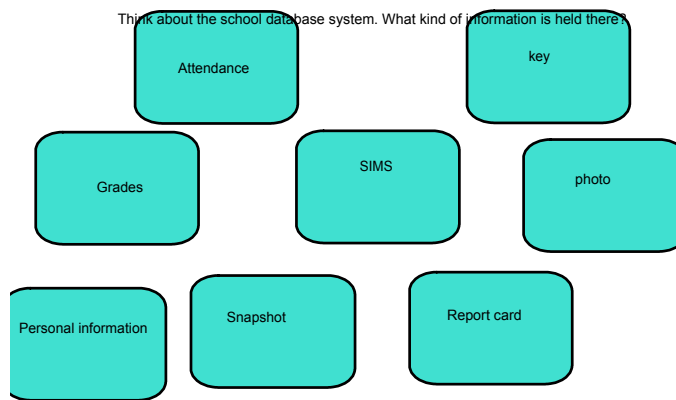 Think about the school database system. What kind of information is held there?
Attendance
key
Grades
SIMS
photo
Personal information
Snapshot
Report card